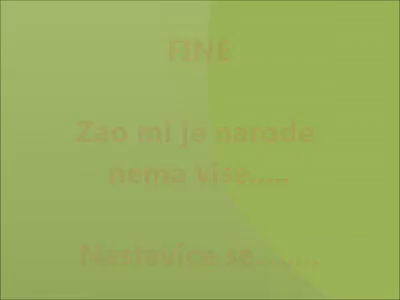 FINE
Zao mi je narode
nema vise.....
Nastavice se.........